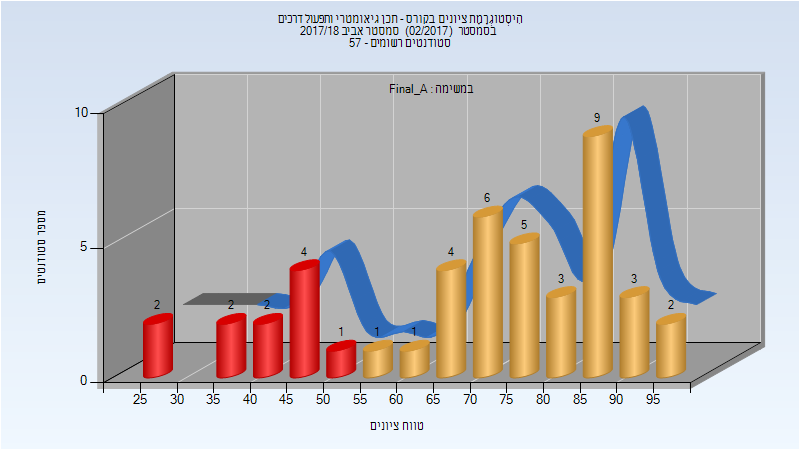 היסטוגרמת ציונים בקורס - תכן גיאומטרי ותפעול דרכים
בסמסטר (02/2017) סמסטר אביב 2017/18
סטודנטים רשומים - 57
במשימה : Final_A
מספר סטודנטים
10
5
0
2
2
2
4
1
1
1
4
6
5
3
9
3
2
25 30 35 40 45 50 55 60 65 70 75 80 85 90 95
טווח ציונים